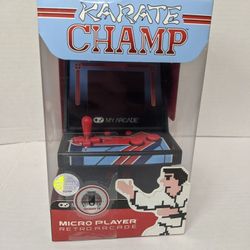 KARATE
CHAMP
MY ARCADE
MICRO PLAYER
RETRO ARCADE